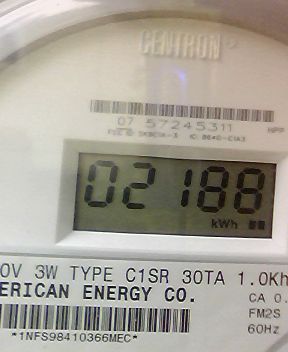 CENTRON
07 57245311
HPP
02188
kWh
0V 3W TYPE C1SR 30TA 1.0Kh
ERICAN ENERGY CO.
CA 0.
FM2S
60Hz
*1NFS98410366MEC*